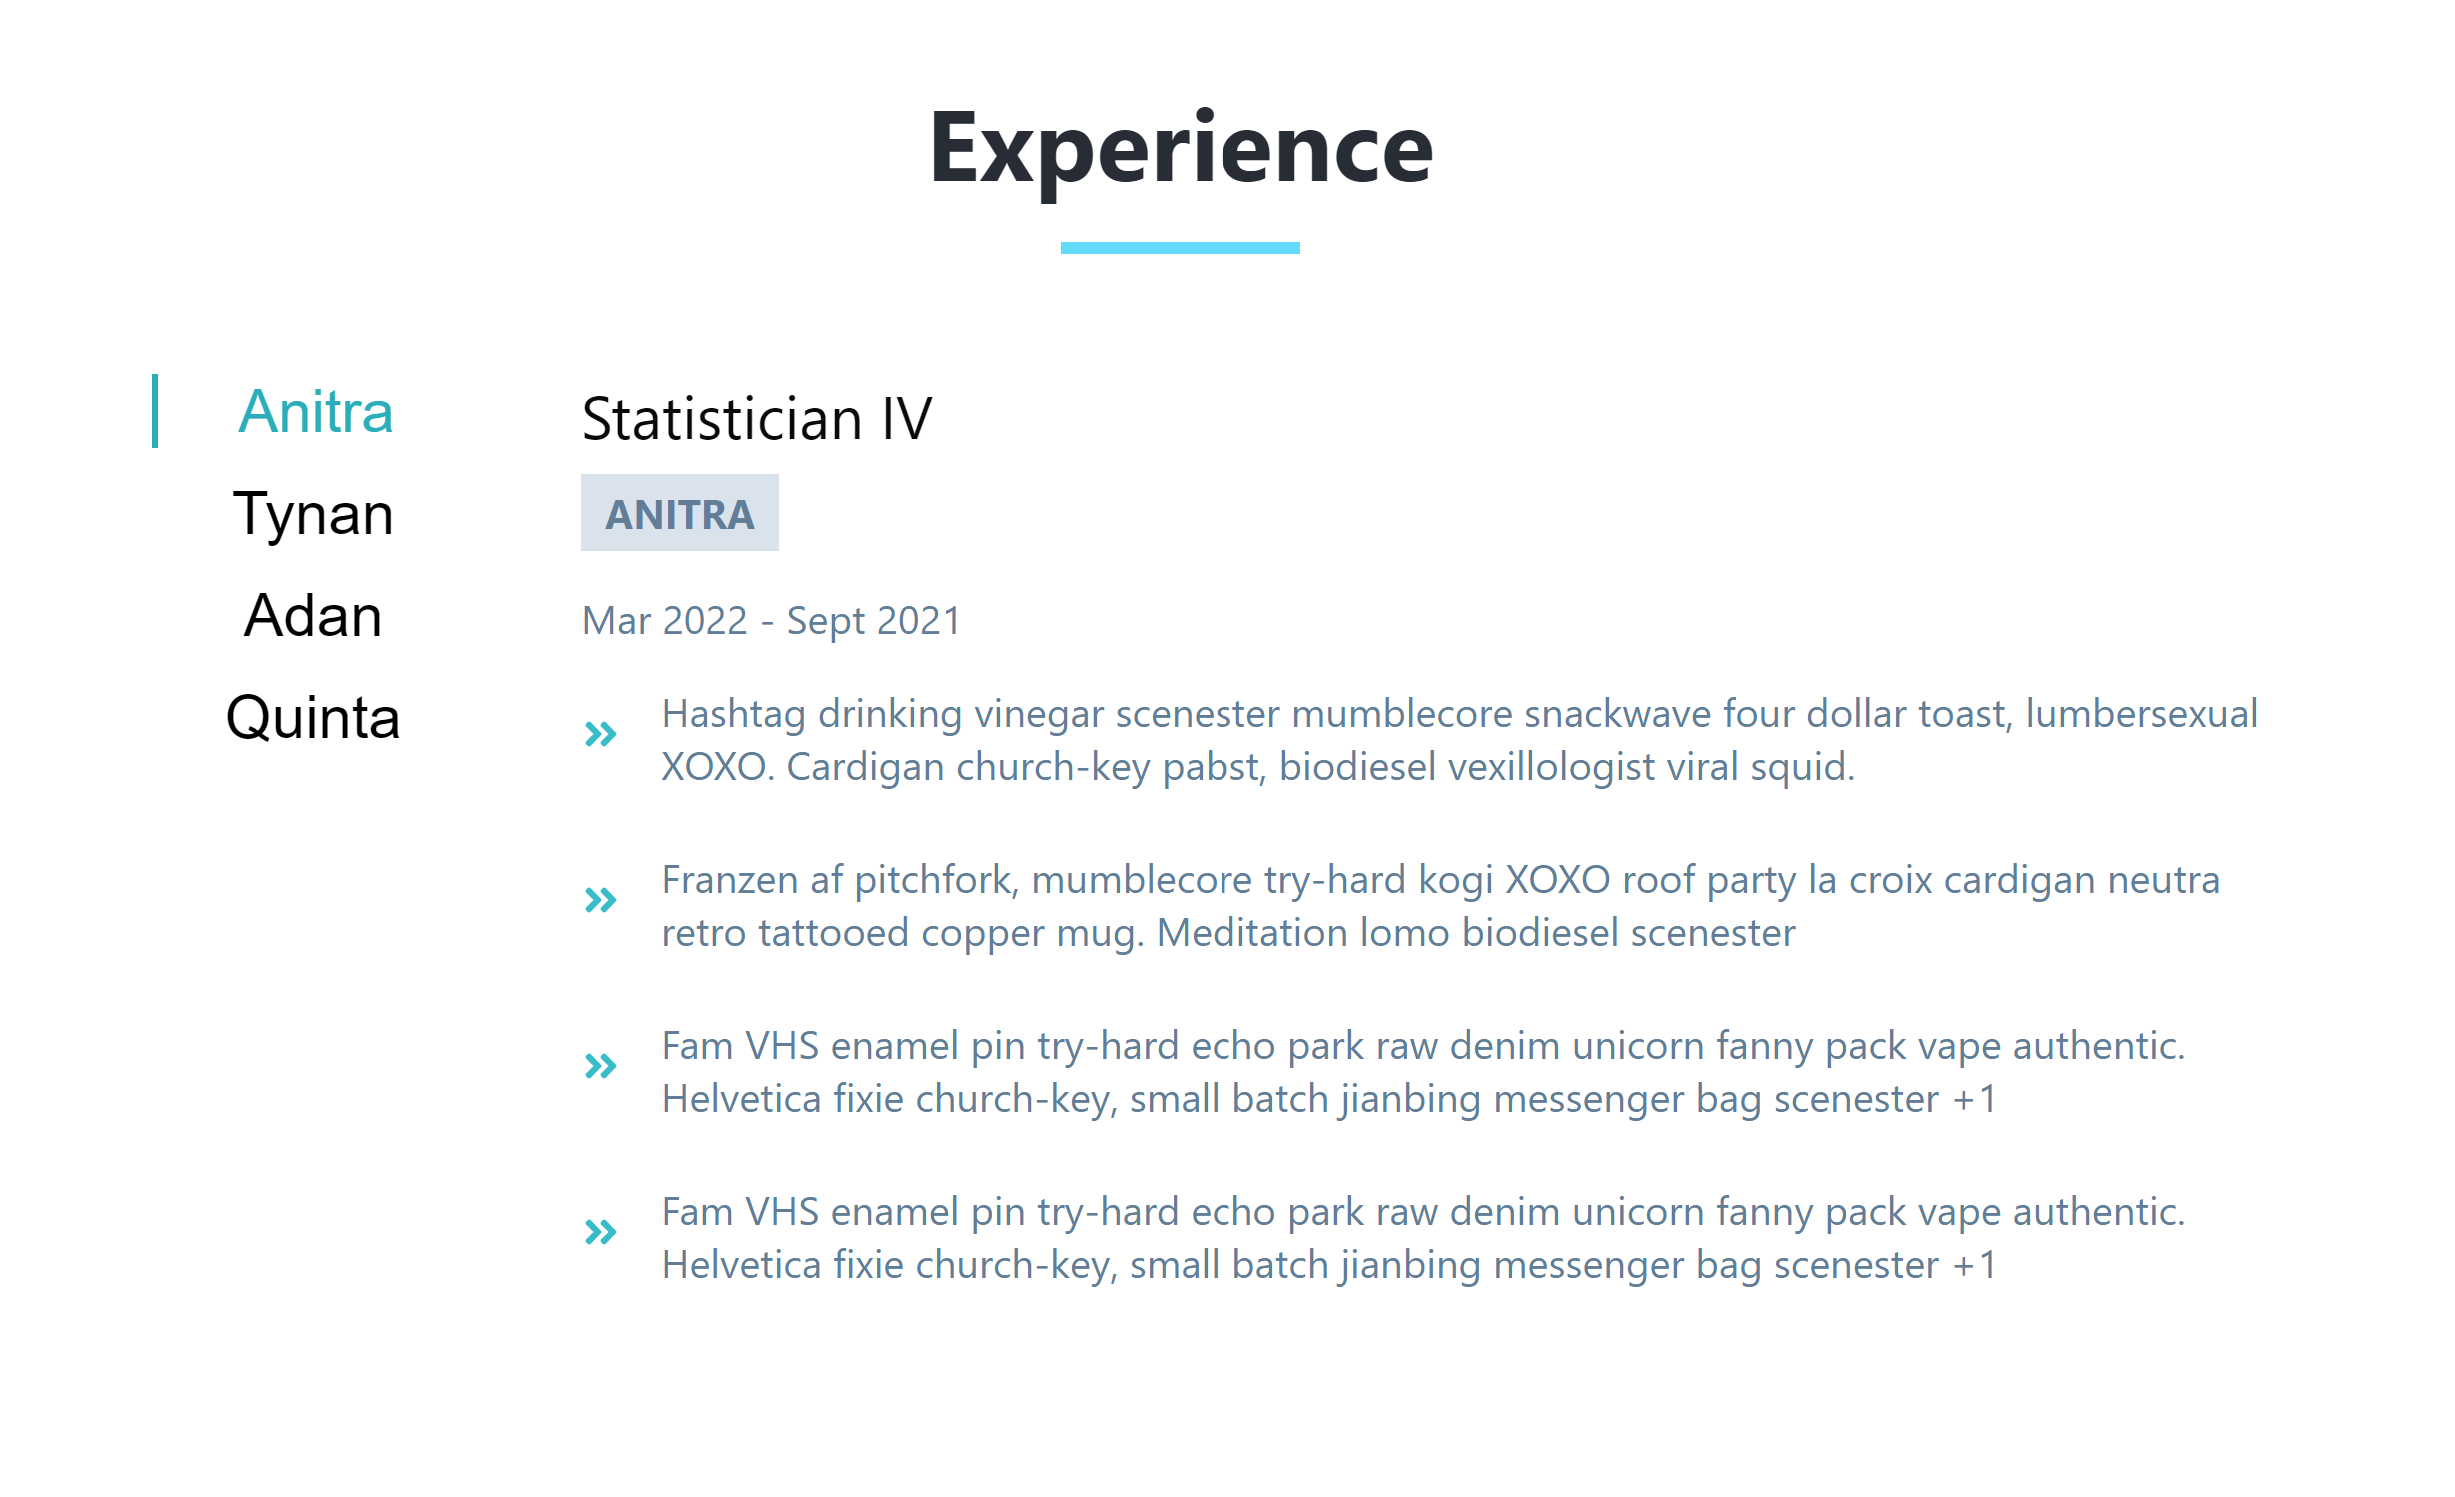 Experience
Anitra
Tynan
Adan
Quinta
Statistician IV
ANITRA
Mar 2022 - Sept 2021
Hashtag drinking vinegar scenester mumblecore snackwave four dollar toast, lumbersexual
XOXO. Cardigan church-key pabst, biodiesel vexillologist viral squid.
Franzen af pitchfork, mumblecore try-hard kogi XOXO roof party la croix cardigan neutra
retro tattooed copper mug. Meditation lomo biodiesel scenester
Fam VHS enamel pin try-hard echo park raw denim unicorn fanny pack vape authentic.
Helvetica fixie church-key, small batch jianbing messenger bag scenester +1
Fam VHS enamel pin try-hard echo park raw denim unicorn fanny pack vape authentic.
Helvetica fixie church-key, small batch jianbing messenger bag scenester +1